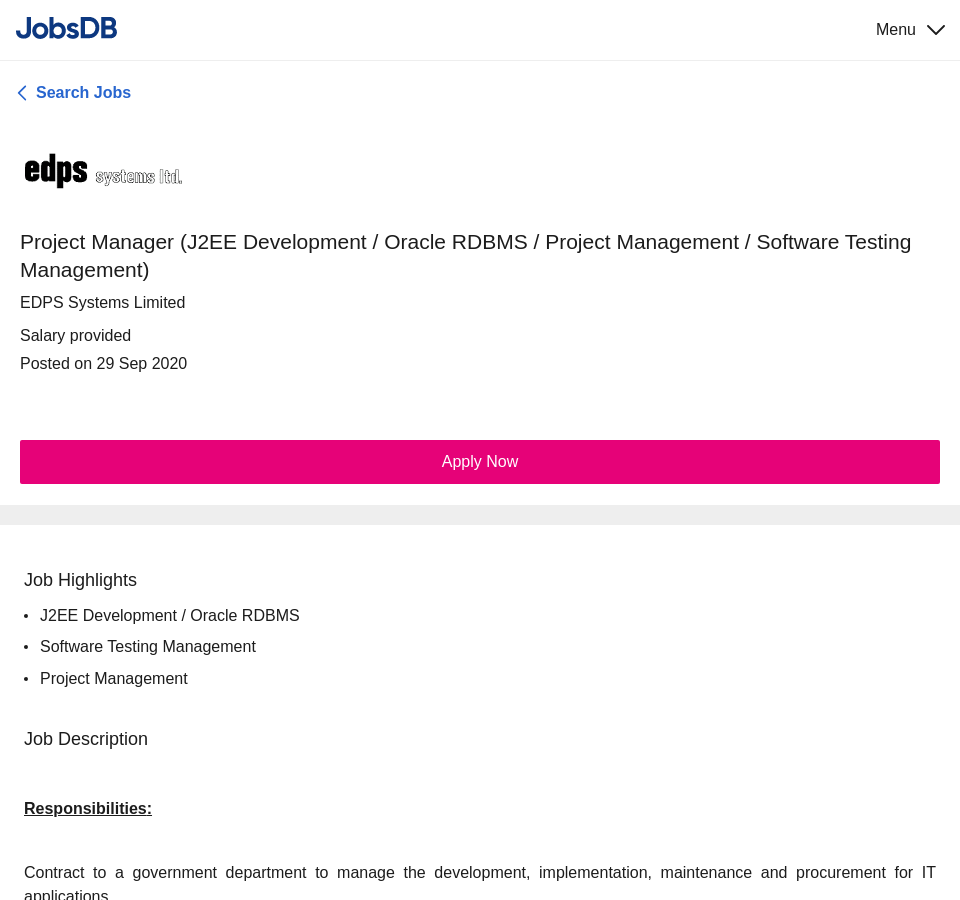 JobsDB
Menu
Search Jobs
edps systems ltd.
Project Manager (J2EE Development / Oracle RDBMS / Project Management / Software Testing
Management)
EDPS Systems Limited
Salary provided
Posted on 29 Sep 2020
Apply Now
Job Highlights
• J2EE Development / Oracle RDBMS
• Software Testing Management
• Project Management
Job Description
Responsibilities:
Contract to a government department to manage the development, implementation, maintenance and procurement for IT
applications